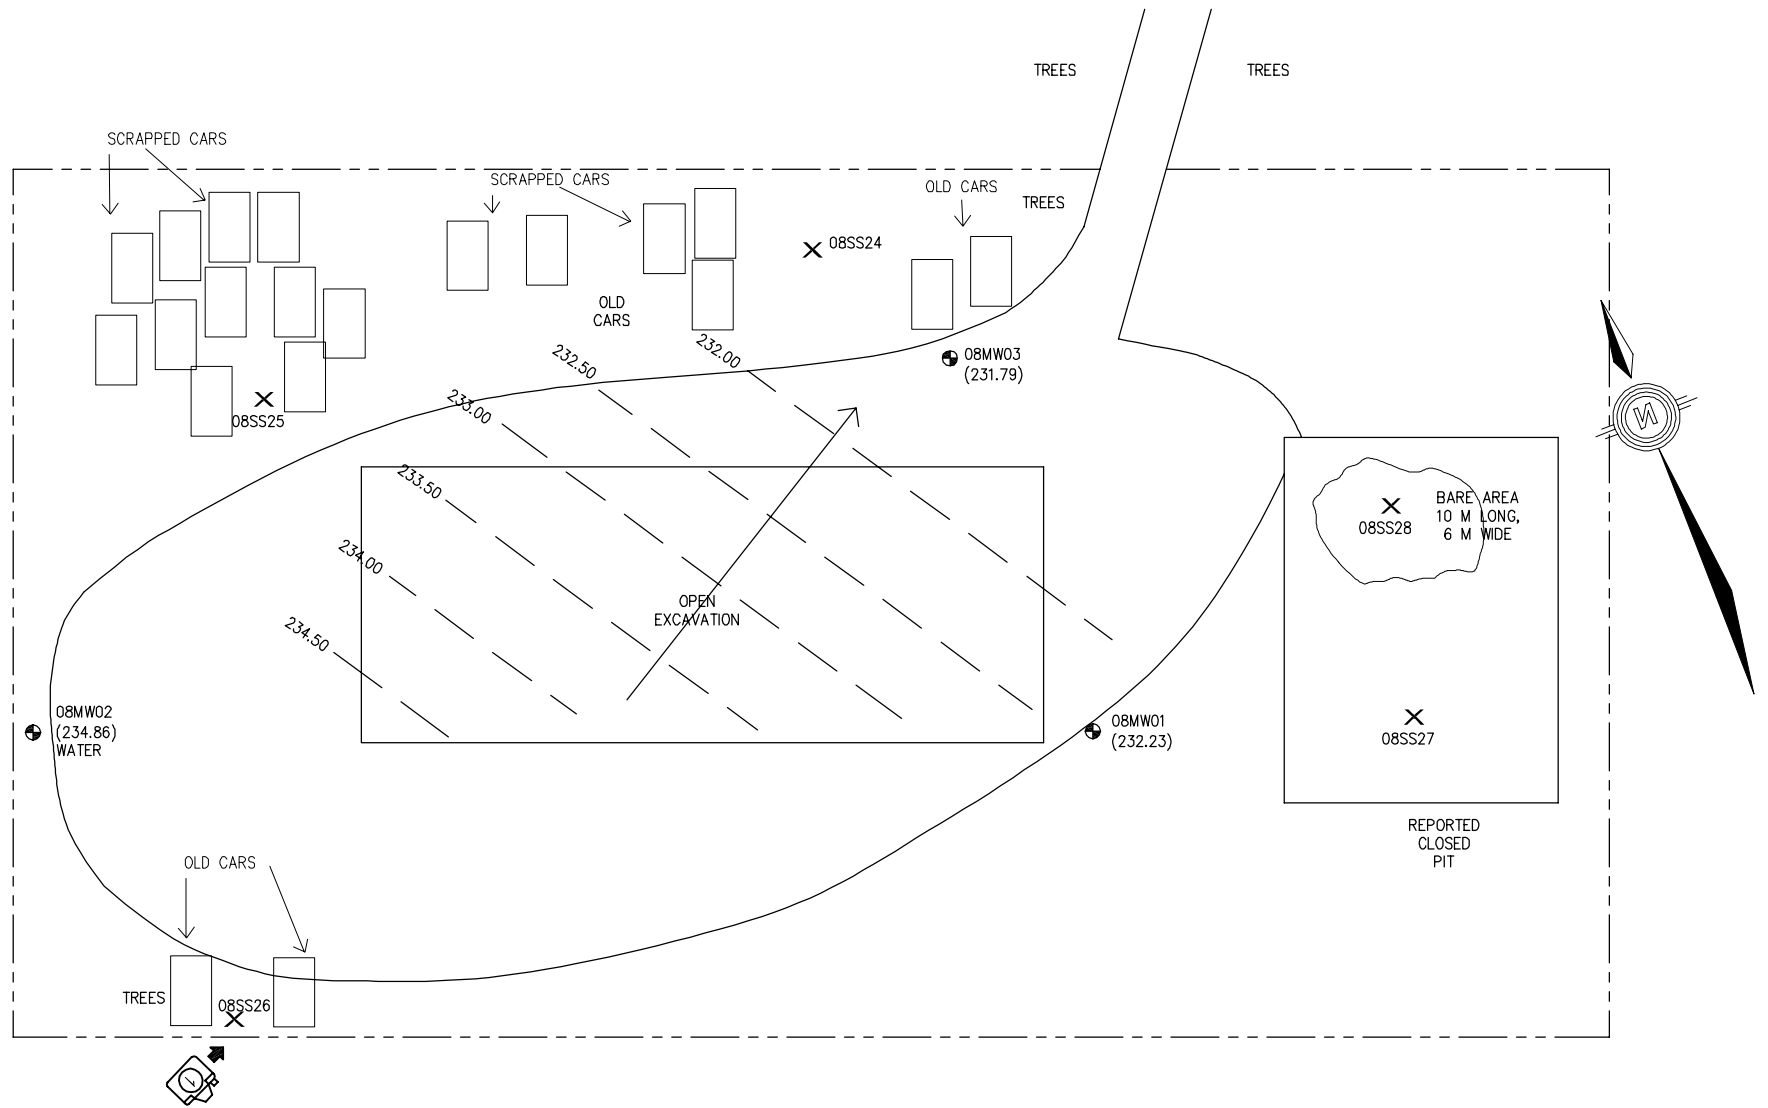 TREES
TREES
SCRAPPED CARS
SCRAPPED CARS
OLD CARS
TREES
08SS24
OLD
CARS
232.00
232.50
233.00
233.50
234.00
234.50
08MW03
(231.79)
08SS25
N
BARE AREA
10 M LONG,
6 M WIDE
08SS28
OPEN
EXCAVATION
08MW02
(234.86)
WATER
08MW01
(232.23)
08SS27
REPORTED
CLOSED
PIT
OLD CARS
TREES
08SS26
1